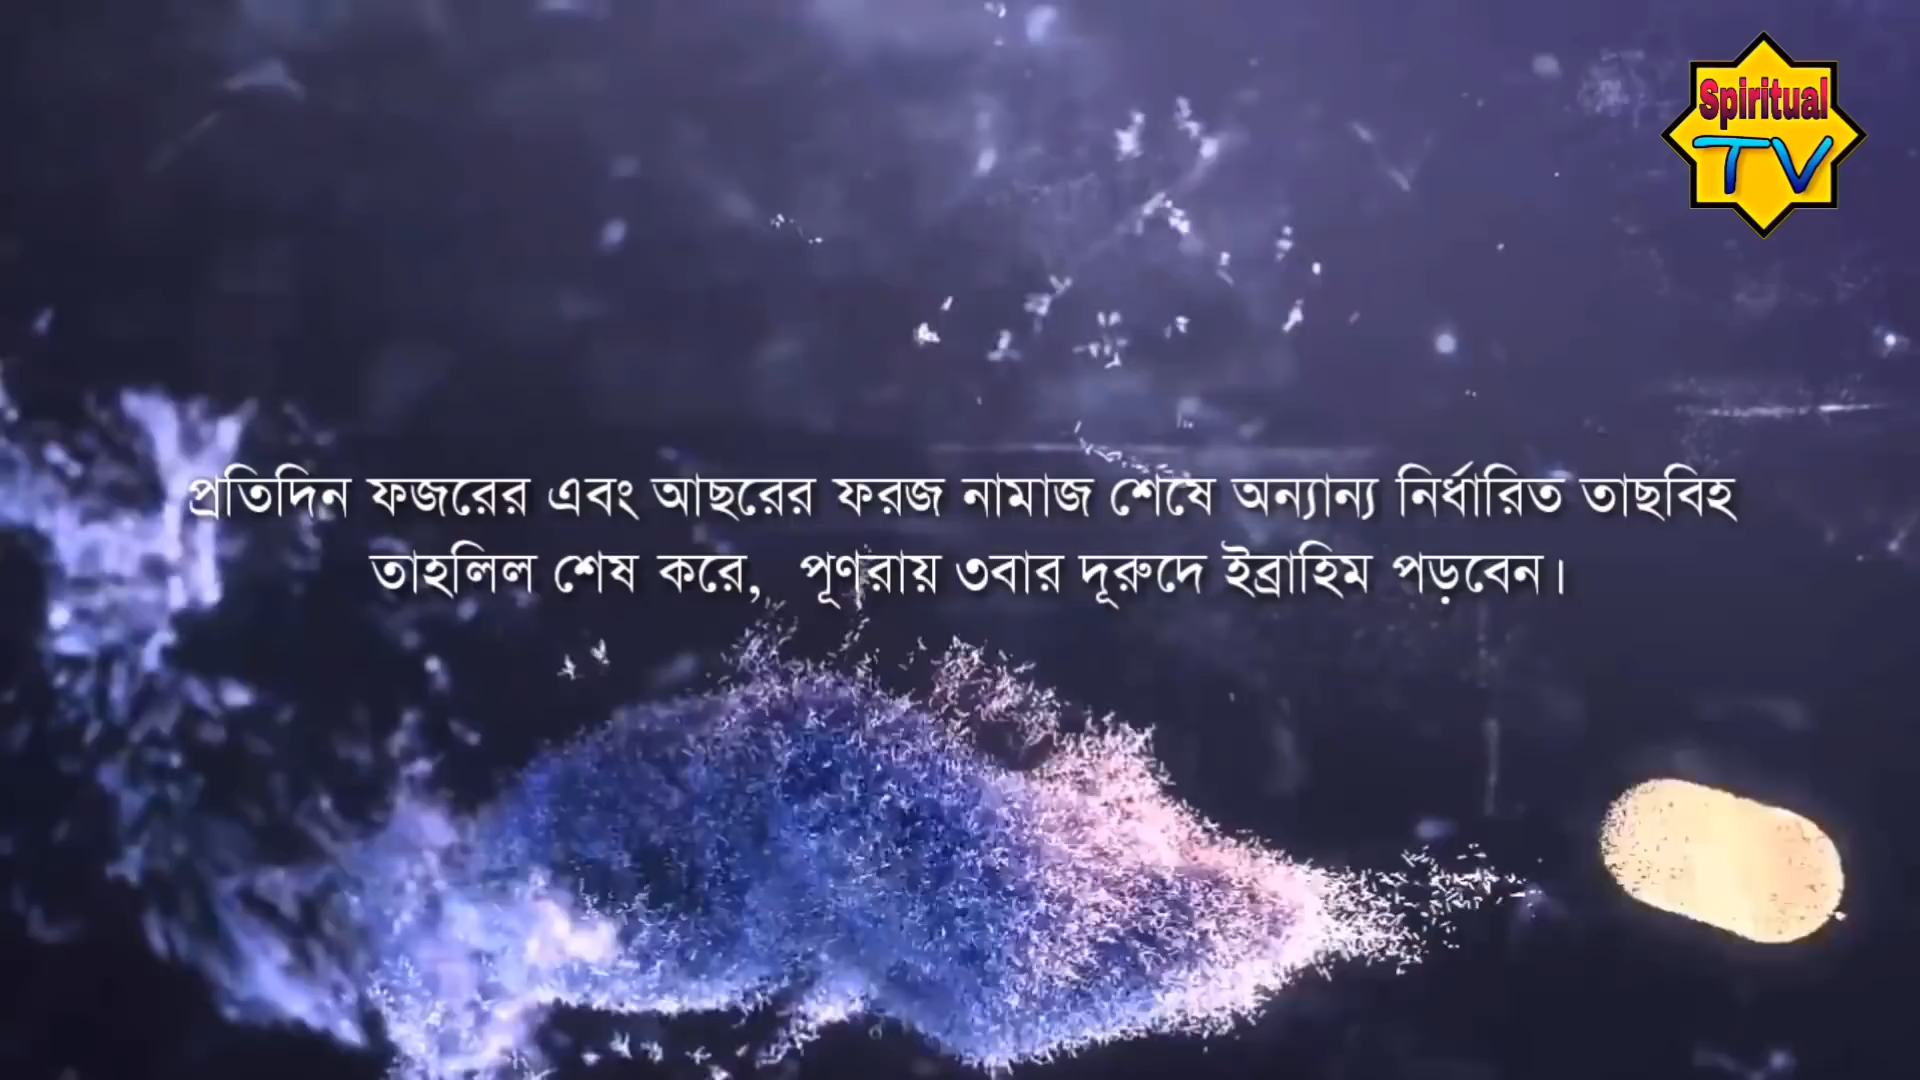 Spiritual
TV
প্রতিদিন ফজরের এবং আছরের ফরজ নামাজ শেষে অন্যান্য নির্ধারিত তাছবিহ
তাহলিল শেষ করে, পূণরায় ৩বার দূরুদে ইব্রাহিম পড়বেন।